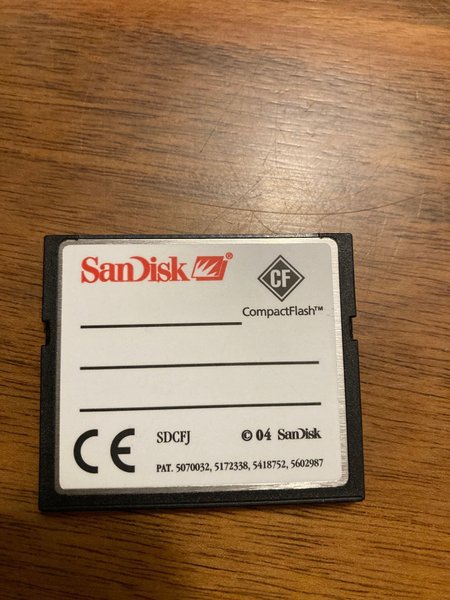 SanDisk ®
CF
CompactFlash™
CE SDCFJ © 04 SanDisk
PAT. 5070032, 5172338, 5418752, 5602987